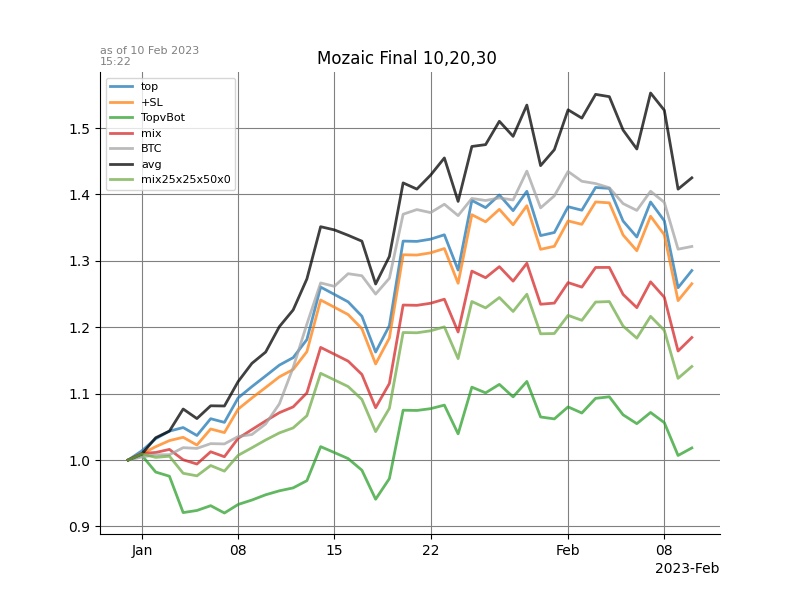 as of 10 Feb 2023
15:22
Mozaic Final 10,20,30
top
+SL
TopvBot
mix
BTC
avg
mix25x25x50x0
1.5
1.4
1.3
1.2
1.1
1.0
0.9
Jan 08 15 22 Feb 08
2023-Feb